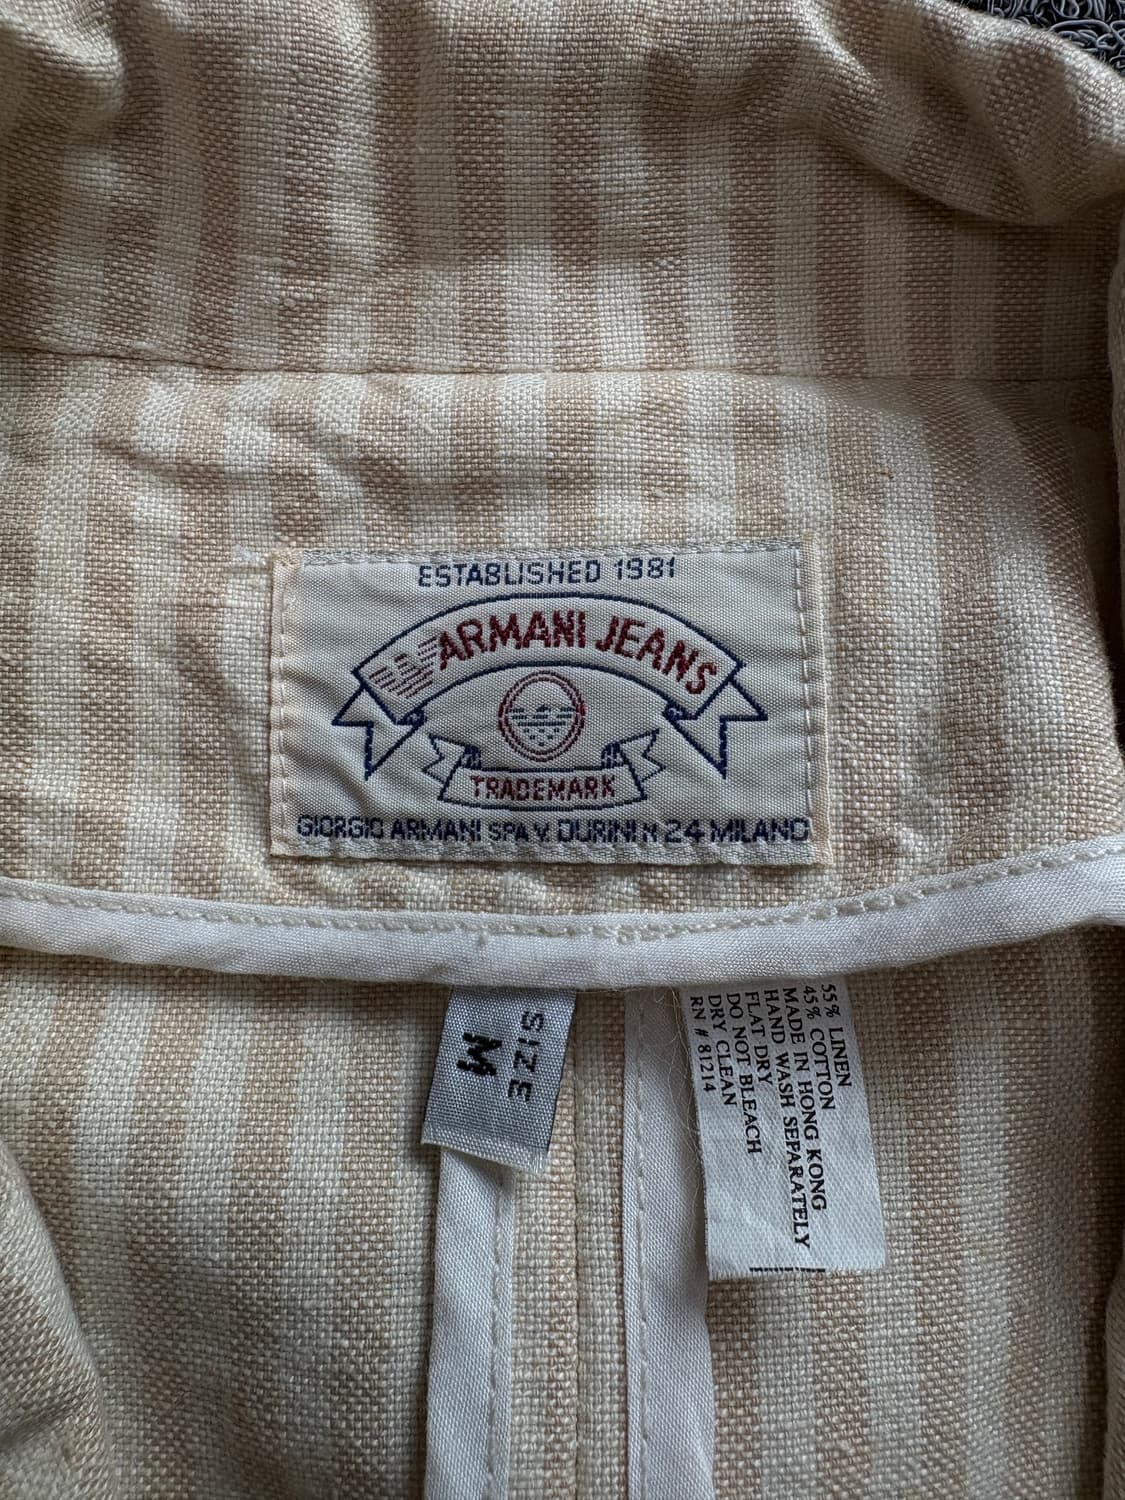 ESTABLISHED 1981
ARMANI JEANS
TRADEMARK
GIORGIO ARMANI SPA V. DURINI N 24 MILANO
SIZE
M
55% LINEN
45% COTTON
MADE IN HONG KONG
HAND WASH SEPARATELY
FLAT DRY
DO NOT BLEACH
DRY CLEAN
RN # 81214